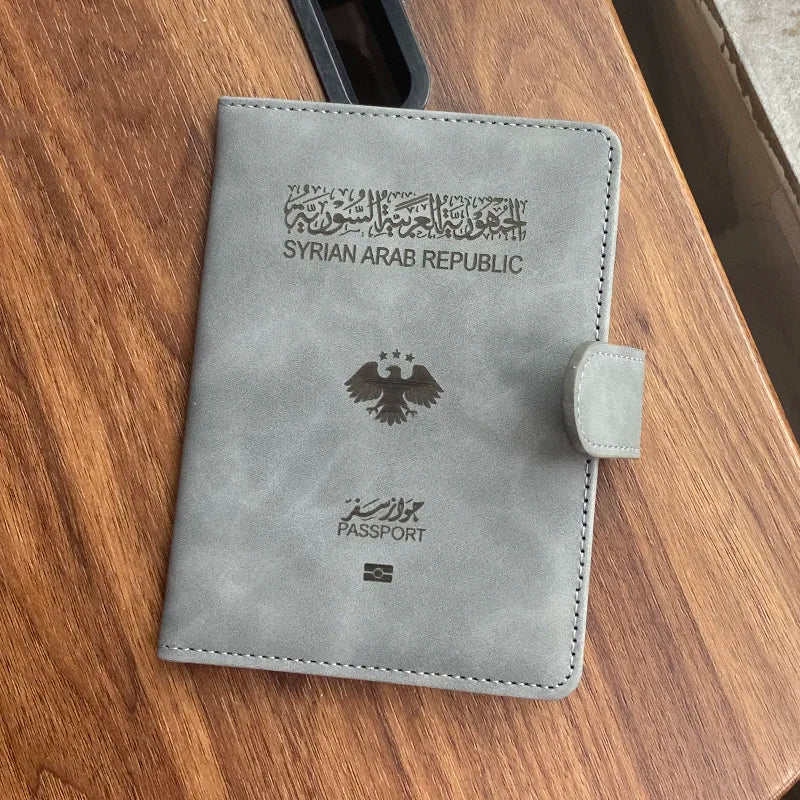 الجمهورية العربية السورية
SYRIAN ARAB REPUBLIC
جواز سفر
PASSPORT